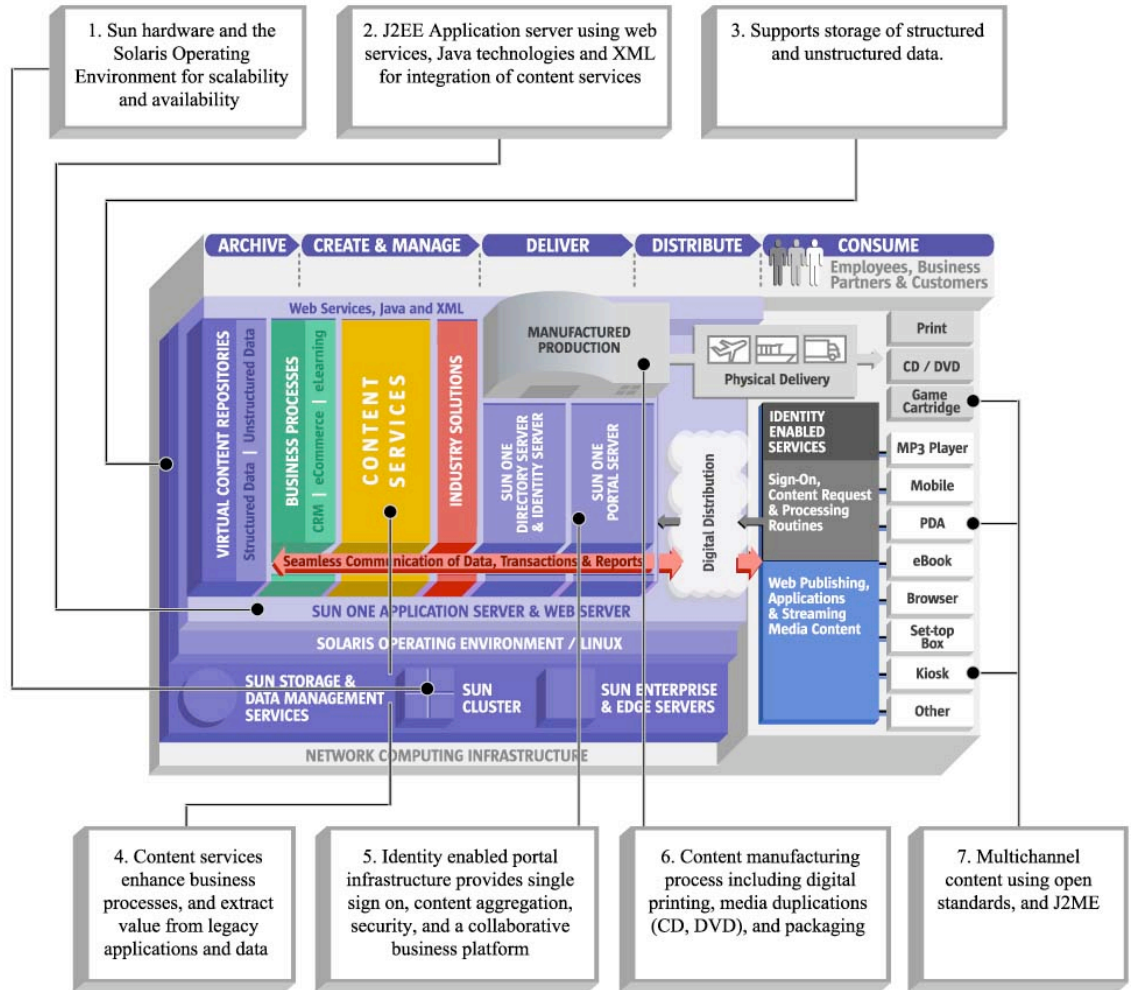 1. Sun hardware and the
Solaris Operating
Environment for scalability
and availability
2. J2EE Application server using web
services, Java technologies and XML
for integration of content services
3. Supports storage of structured
and unstructured data.
ARCHIVE
CREATE & MANAGE
DELIVER
DISTRIBUTE
CONSUME
Employees, Business
Partners & Customers
Web Services, Java and XML
VIRTUAL CONTENT REPOSITORIES
Structured Data | Unstructured Data
BUSINESS PROCESSES
CRM | eCommerce | eLearning
CONTENT
SERVICES
INDUSTRY SOLUTIONS
MANUFACTURED
PRODUCTION
SUN ONE
DIRECTORY SERVER
& IDENTITY SERVER
SUN ONE
PORTAL SERVER
Physical Delivery
Digital Distribution
IDENTITY
ENABLED
SERVICES
Sign-On,
Content Request
& Processing
Routines
Web Publishing,
Applications
& Streaming
Media Content
Print
CD / DVD
Game
Cartridge
MP3 Player
Mobile
PDA
eBook
Browser
Set-top
Box
Kiosk
Other
Seamless Communication of Data, Transactions & Reports
SUN ONE APPLICATION SERVER & WEB SERVER
SOLARIS OPERATING ENVIRONMENT / LINUX
SUN STORAGE &
DATA MANAGEMENT
SERVICES
SUN
CLUSTER
SUN ENTERPRISE
& EDGE SERVERS
NETWORK COMPUTING INFRASTRUCTURE
4. Content services
enhance business
processes, and extract
value from legacy
applications and data
5. Identity enabled portal
infrastructure provides single
sign on, content aggregation,
security, and a collaborative
business platform
6. Content manufacturing
process including digital
printing, media duplications
(CD, DVD), and packaging
7. Multichannel
content using open
standards, and J2ME